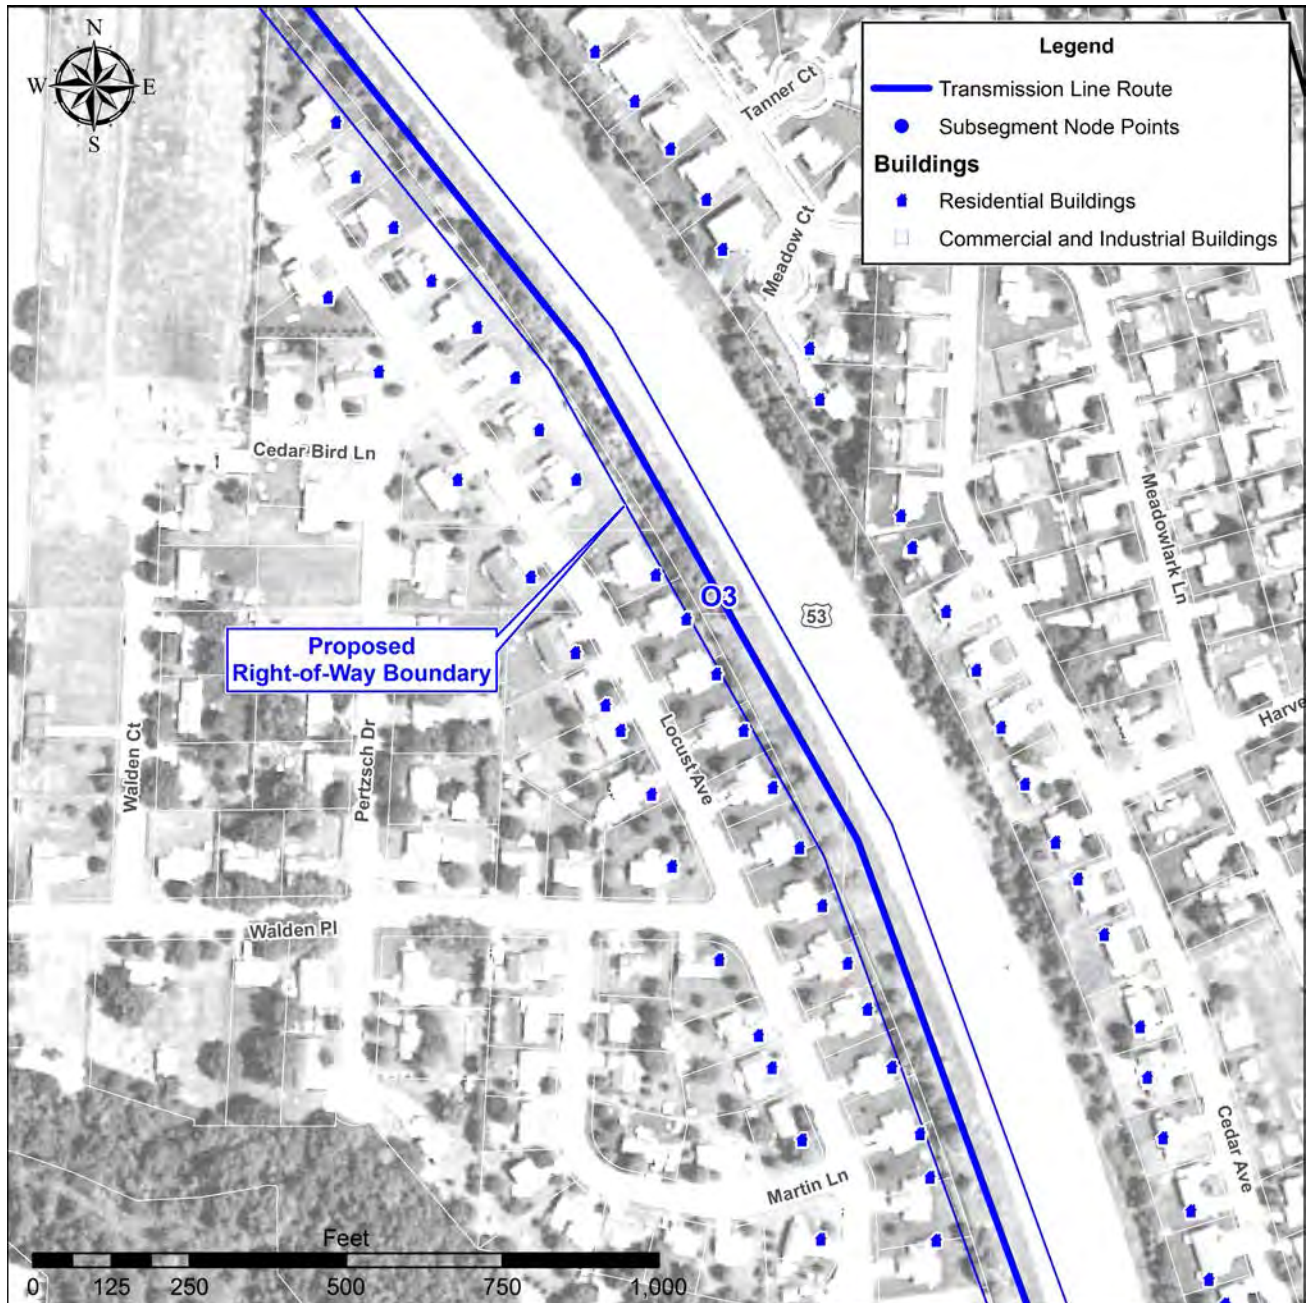 N
W E
S
Legend
Transmission Line Route
Subsegment Node Points
Buildings
Residential Buildings
Commercial and Industrial Buildings
Tanner Ct
Meadow Ct
Cedar Bird Ln
Meadowlark Ln
O3
53
Proposed
Right-of-Way Boundary
Harve
Walden Ct
Pertzsch Dr
Locust Ave
Walden Pl
Cedar Ave
Martin Ln
Feet
0 125 250 500 750 1,000